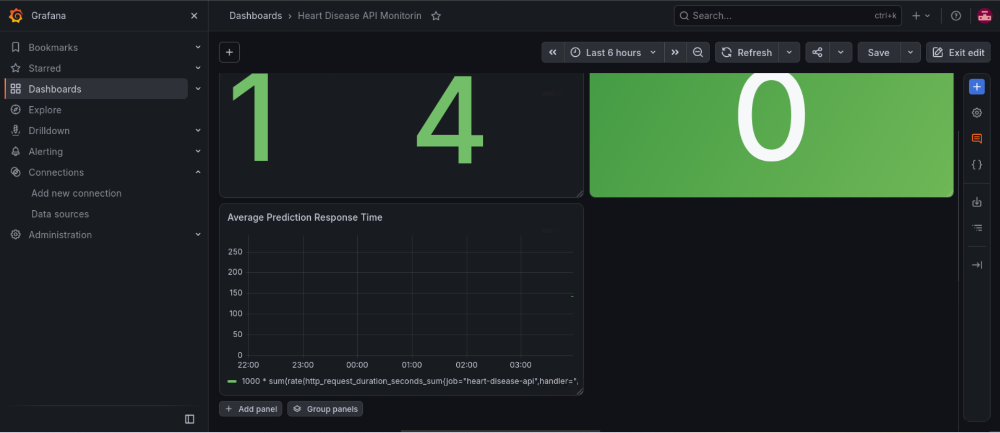 Grafana
Dashboards › Heart Disease API Monitorin
Search...
ctrl+k
Bookmarks
Starred
Dashboards
Explore
Drilldown
Alerting
Connections
Add new connection
Data sources
Administration
Last 6 hours
Refresh
Save
Exit edit
1
4
0
Average Prediction Response Time
250
200
150
100
50
0
22:00 23:00 00:00 01:00 02:00 03:00
1000 * sum(rate(http_request_duration_seconds_sum{job="heart-disease-api",handler="
Add panel
Group panels